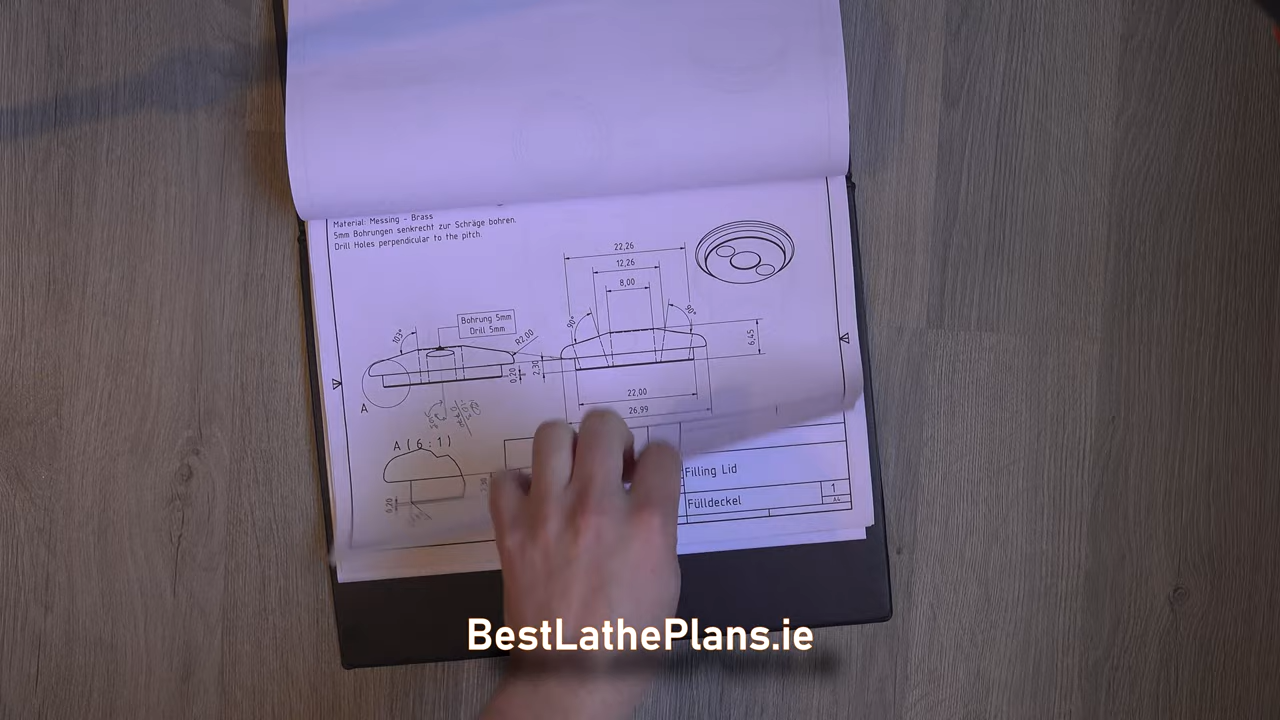 Material: Messing - Brass
5mm Bohrungen senkrecht zur Schräge bohren.
Drill Holes perpendicular to the pitch.
22,26
12,26
8,00
Bohrung 5mm
Drill 5mm
103°
R2,00
90°
90°
6,45
0,20
2,30
22,00
26,99
A
A ( 6 : 1 )
0,20
2,30
Filling Lid
Fülldeckel
1
A4
BestLathePlans.ie